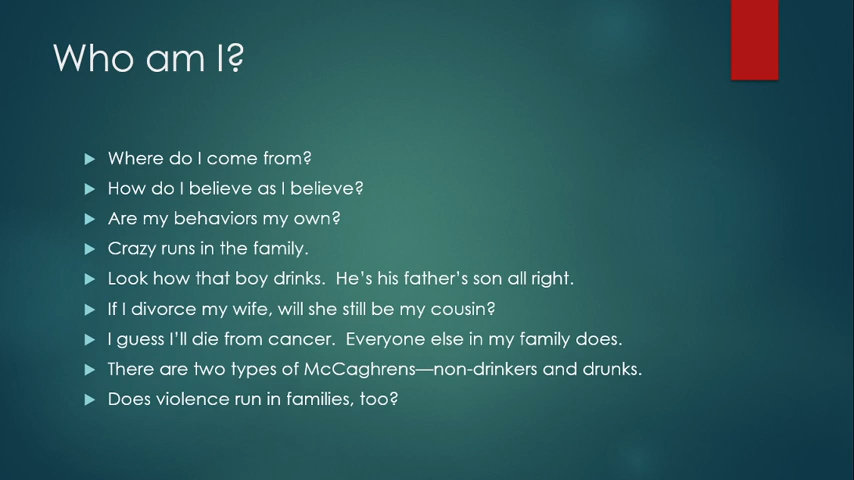 Who am I?
Where do I come from?
How do I believe as I believe?
Are my behaviors my own?
Crazy runs in the family.
Look how that boy drinks.  He's his father's son all right.
If I divorce my wife, will she still be my cousin?
I guess I'll die from cancer.  Everyone else in my family does.
There are two types of McCaghrens—non-drinkers and drunks.
Does violence run in families, too?